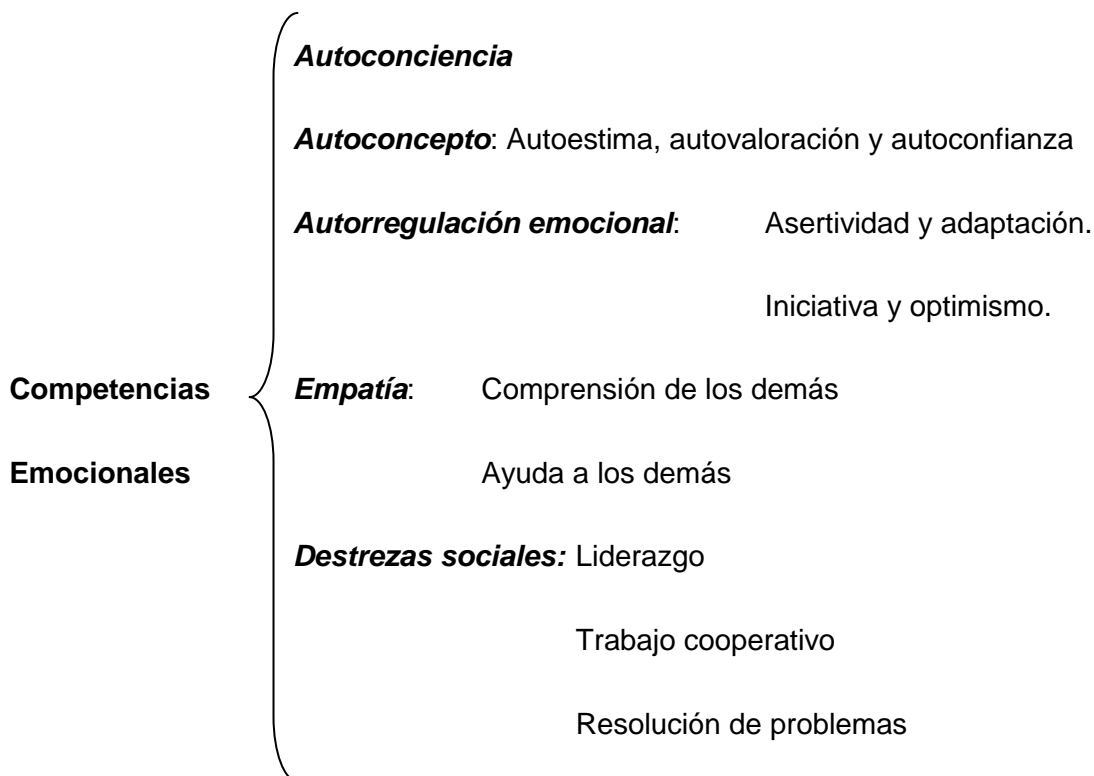 Autoconciencia
Autoconcepto: Autoestima, autovaloración y autoconfianza
Autorregulación emocional: Asertividad y adaptación.
Iniciativa y optimismo.
Competencias Empatía: Comprensión de los demás
Emocionales Ayuda a los demás
Destrezas sociales: Liderazgo
Trabajo cooperativo
Resolución de problemas